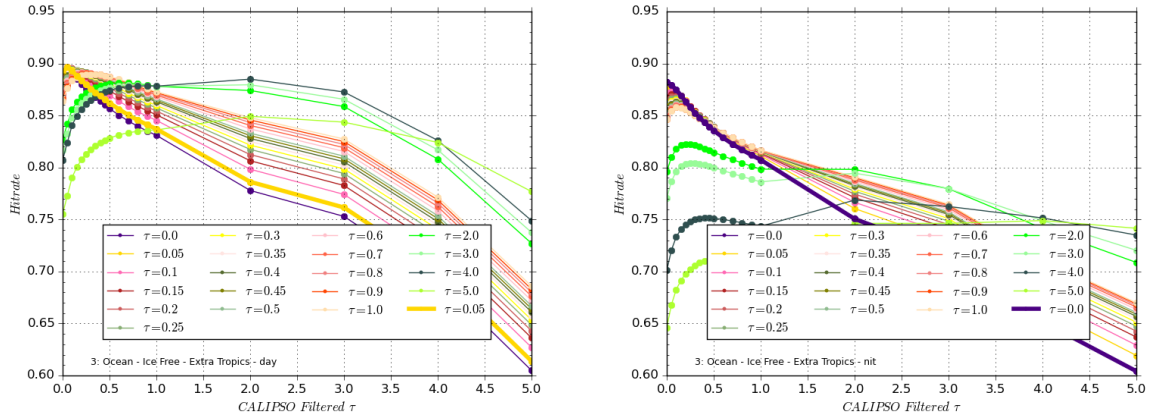 0.95
0.90
0.85
0.80
0.75
0.70
0.65
0.60
Hitrate
τ=0.0 τ=0.3 τ=0.6 τ=2.0
τ=0.05 τ=0.35 τ=0.7 τ=3.0
τ=0.1 τ=0.4 τ=0.8 τ=4.0
τ=0.15 τ=0.45 τ=0.9 τ=5.0
τ=0.2 τ=0.5 τ=1.0 τ=0.05
τ=0.25
3: Ocean - Ice Free - Extra Tropics - day
0.0 0.5 1.0 1.5 2.0 2.5 3.0 3.5 4.0 4.5 5.0
CALIPSO Filtered τ
0.95
0.90
0.85
0.80
0.75
0.70
0.65
0.60
Hitrate
τ=0.0 τ=0.3 τ=0.6 τ=2.0
τ=0.05 τ=0.35 τ=0.7 τ=3.0
τ=0.1 τ=0.4 τ=0.8 τ=4.0
τ=0.15 τ=0.45 τ=0.9 τ=5.0
τ=0.2 τ=0.5 τ=1.0 τ=0.0
τ=0.25
3: Ocean - Ice Free - Extra Tropics - nit
0.0 0.5 1.0 1.5 2.0 2.5 3.0 3.5 4.0 4.5 5.0
CALIPSO Filtered τ